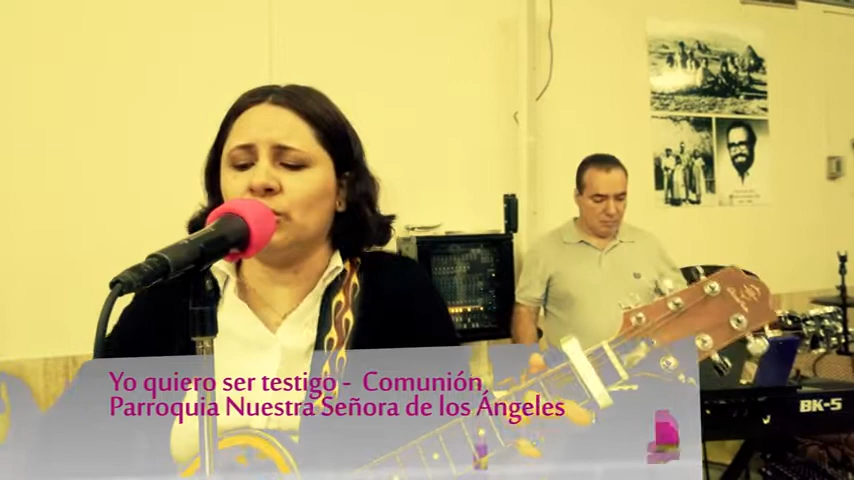 Yo quiero ser testigo - Comunión,
Parroquia Nuestra Señora de los Ángeles
BK-5